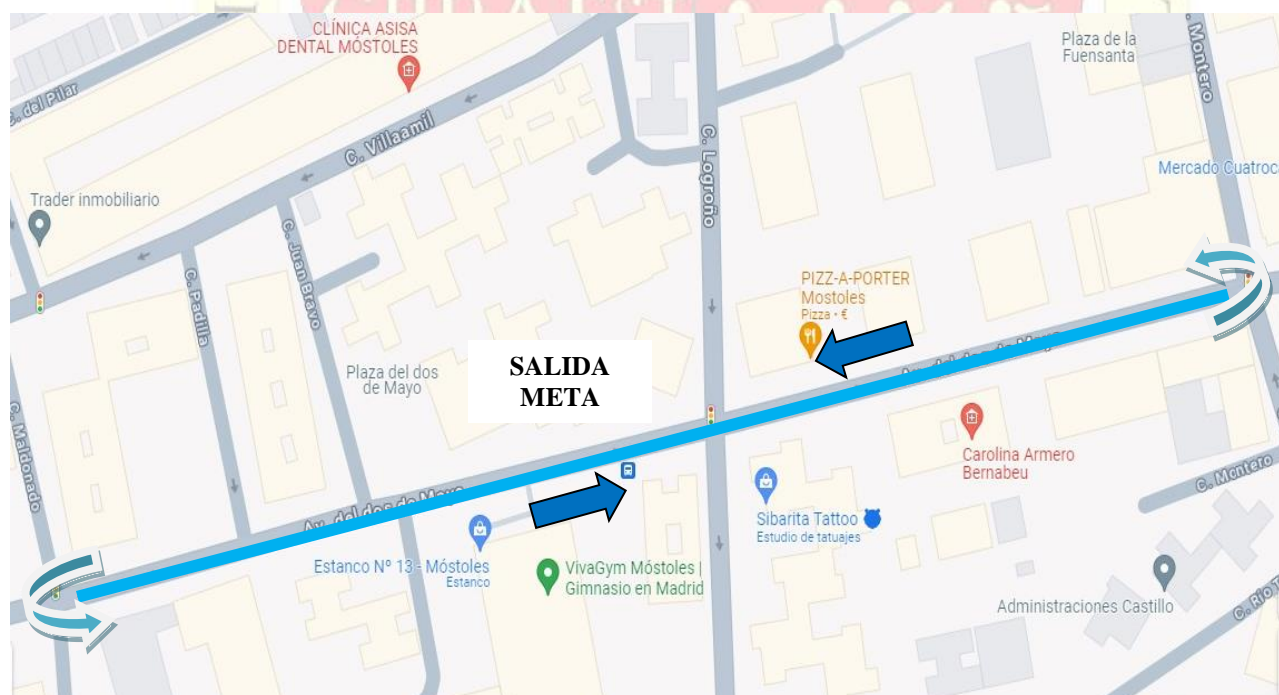 CLÍNICA ASISA
DENTAL MÓSTOLES
Plaza de la
Fuensanta
Montero
C. del Pilar
C. Villaamil
C. Logroño
Mercado Cuatroc
Trader inmobiliario
C. Juan Bravo
C. Padilla
PIZZ-A-PORTER
Mostoles
Pizza · €
SALIDA
META
Plaza del dos
de Mayo
C. Maldonado
Carolina Armero
Bernabeu
C. Montero
Av. del dos de Mayo
Sibarita Tattoo
Estudio de tatuajes
Estanco Nº 13 - Móstoles
Estanco
VivaGym Móstoles |
Gimnasio en Madrid
Administraciones Castillo
C. Río T